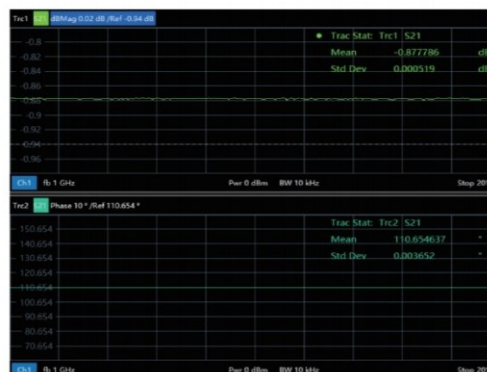 Trc1 S21 dBMag 0.02 dB /Ref -0.94 dB
Trac Stat: Trc1 S21
Mean -0.877786 dB
Std Dev 0.000519 dB
-0.8
-0.82
-0.84
-0.86
-0.88
-0.9
-0.92
-0.94
-0.96
Ch1 fb 1 GHz Pwr 0 dBm BW 10 kHz Stop 20
Trc2 S21 Phase 10 ° /Ref 110.654 °
Trac Stat: Trc2 S21
Mean 110.654637 °
Std Dev 0.003652 °
150.654
140.654
130.654
120.654
110.654
100.654
90.654
80.654
70.654
Ch1 fb 1 GHz Pwr 0 dBm BW 10 kHz Stop 20